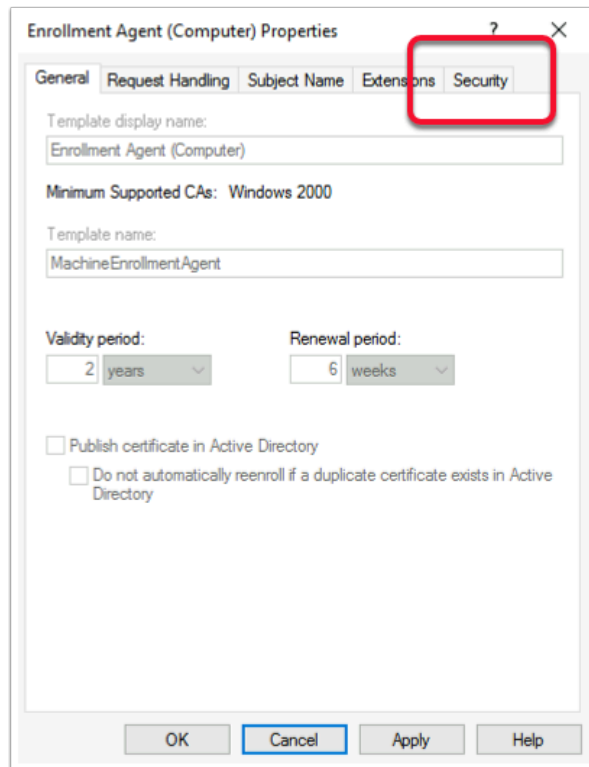 Enrollment Agent (Computer) Properties ?
General Request Handling Subject Name Extensions Security
Template display name:
Enrollment Agent (Computer)
Minimum Supported CAs: Windows 2000
Template name:
MachineEnrollmentAgent
Validity period: Renewal period:
2 years 6 weeks
Publish certificate in Active Directory
Do not automatically reenroll if a duplicate certificate exists in Active
Directory
OK Cancel Apply Help